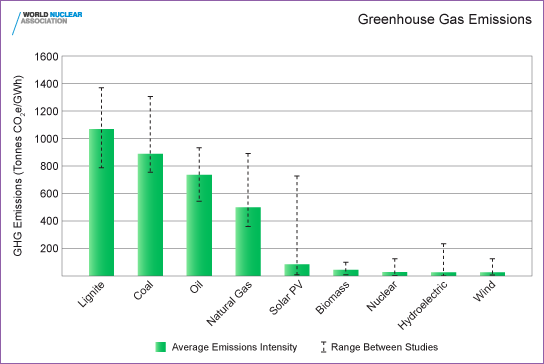 WORLD NUCLEAR
ASSOCIATION
Greenhouse Gas Emissions
GHG Emissions (Tonnes CO2e/GWh)
1600
1400
1200
1000
800
600
400
200
Lignite
Coal
Oil
Natural Gas
Solar PV
Biomass
Nuclear
Hydroelectric
Wind
Average Emissions Intensity
Range Between Studies